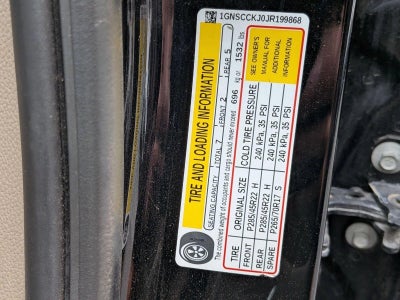 1GNSCCKJ0JR199868
TIRE AND LOADING INFORMATION
SEATING CAPACITY TOTAL 7 FRONT 2 REAR 5
The combined weight of occupants and cargo should never exceed 696 kg or 1532 lbs.
TIRE ORIGINAL SIZE COLD TIRE PRESSURE
FRONT P285/45R22 H 240 kPa, 35 PSI
REAR P285/45R22 H 240 kPa, 35 PSI
SPARE P265/70R17 S 240 kPa, 35 PSI
SEE OWNER'S
MANUAL FOR
ADDITIONAL
INFORMATION